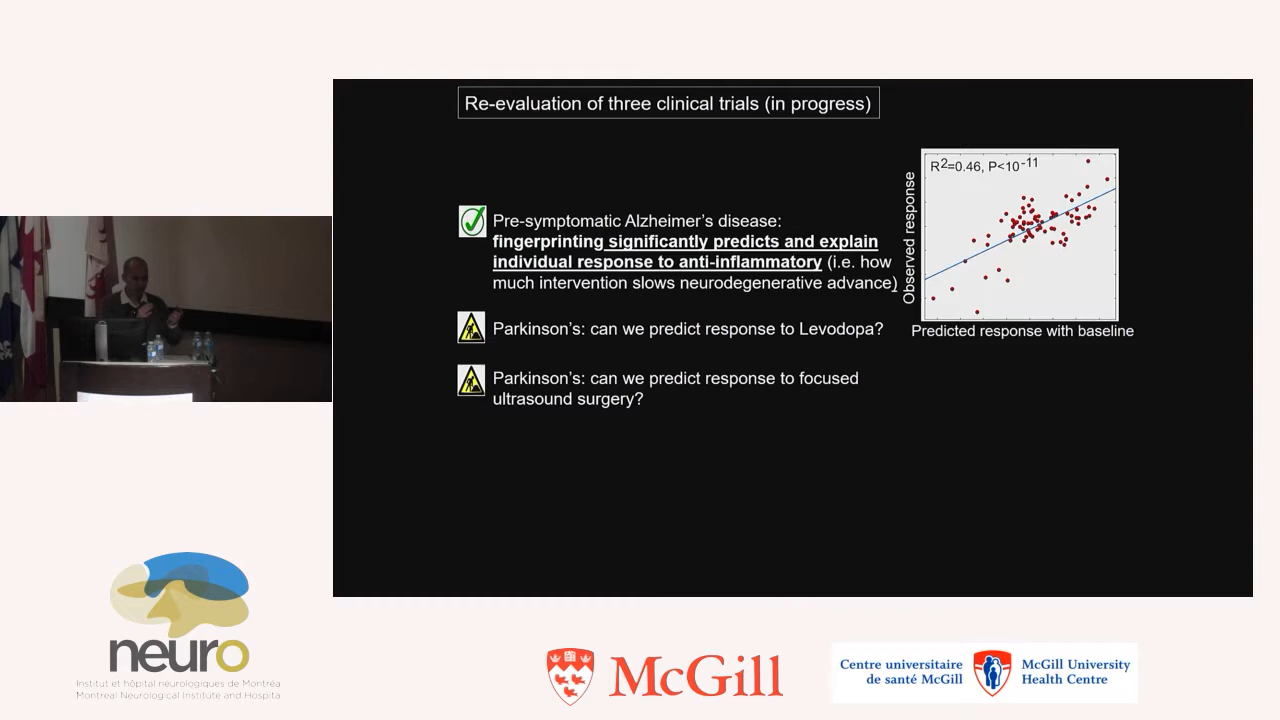 Re-evaluation of three clinical trials (in progress)
R2=0.46, P<10-11
Observed response
Predicted response with baseline
Pre-symptomatic Alzheimer's disease:
fingerprinting significantly predicts and explain
individual response to anti-inflammatory (i.e. how
much intervention slows neurodegenerative advance)
Parkinson's: can we predict response to Levodopa?
Parkinson's: can we predict response to focused
ultrasound surgery?
neuro
Institut et hôpital neurologiques de Montréa
Montreal Neurological Institute and Hospita
McGill
Centre universitaire
de santé McGill
McGill University
Health Centre